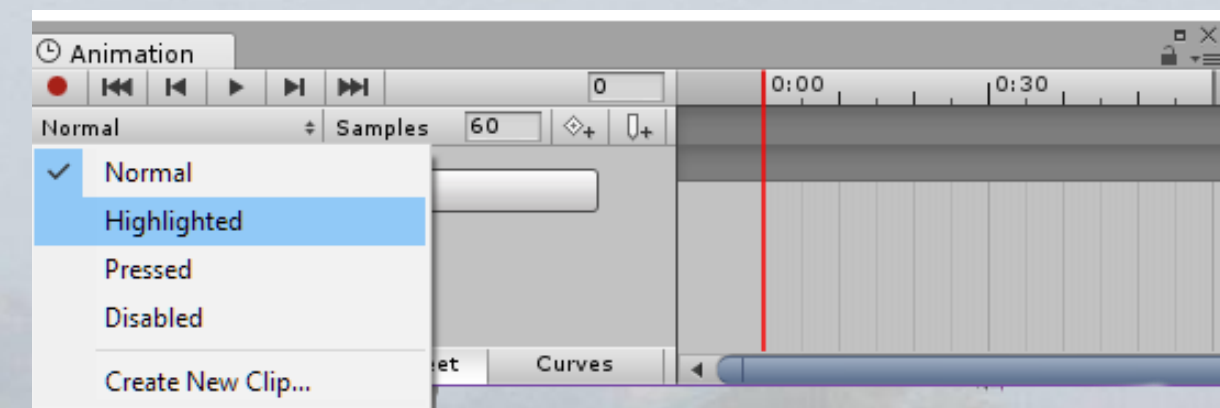 Animation
0 0:00 0:30
Normal Samples 60
Normal
Highlighted
Pressed
Disabled
Curves
Create New Clip...